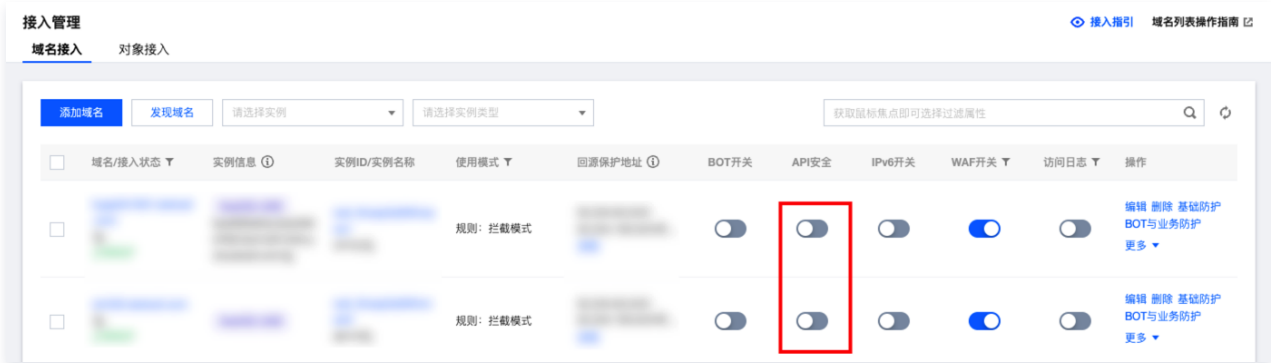 接入管理
接入指引 域名列表操作指南
域名接入 对象接入
添加域名 发现域名 请选择实例 请选择实例类型 获取鼠标焦点即可选择过滤属性
域名/接入状态 实例信息 实例ID/实例名称 使用模式 回源保护地址 BOT开关 API安全 IPv6开关 WAF开关 访问日志 操作
规则：拦截模式
编辑 删除 基础防护
BOT与业务防护
更多
规则：拦截模式
编辑 删除 基础防护
BOT与业务防护
更多